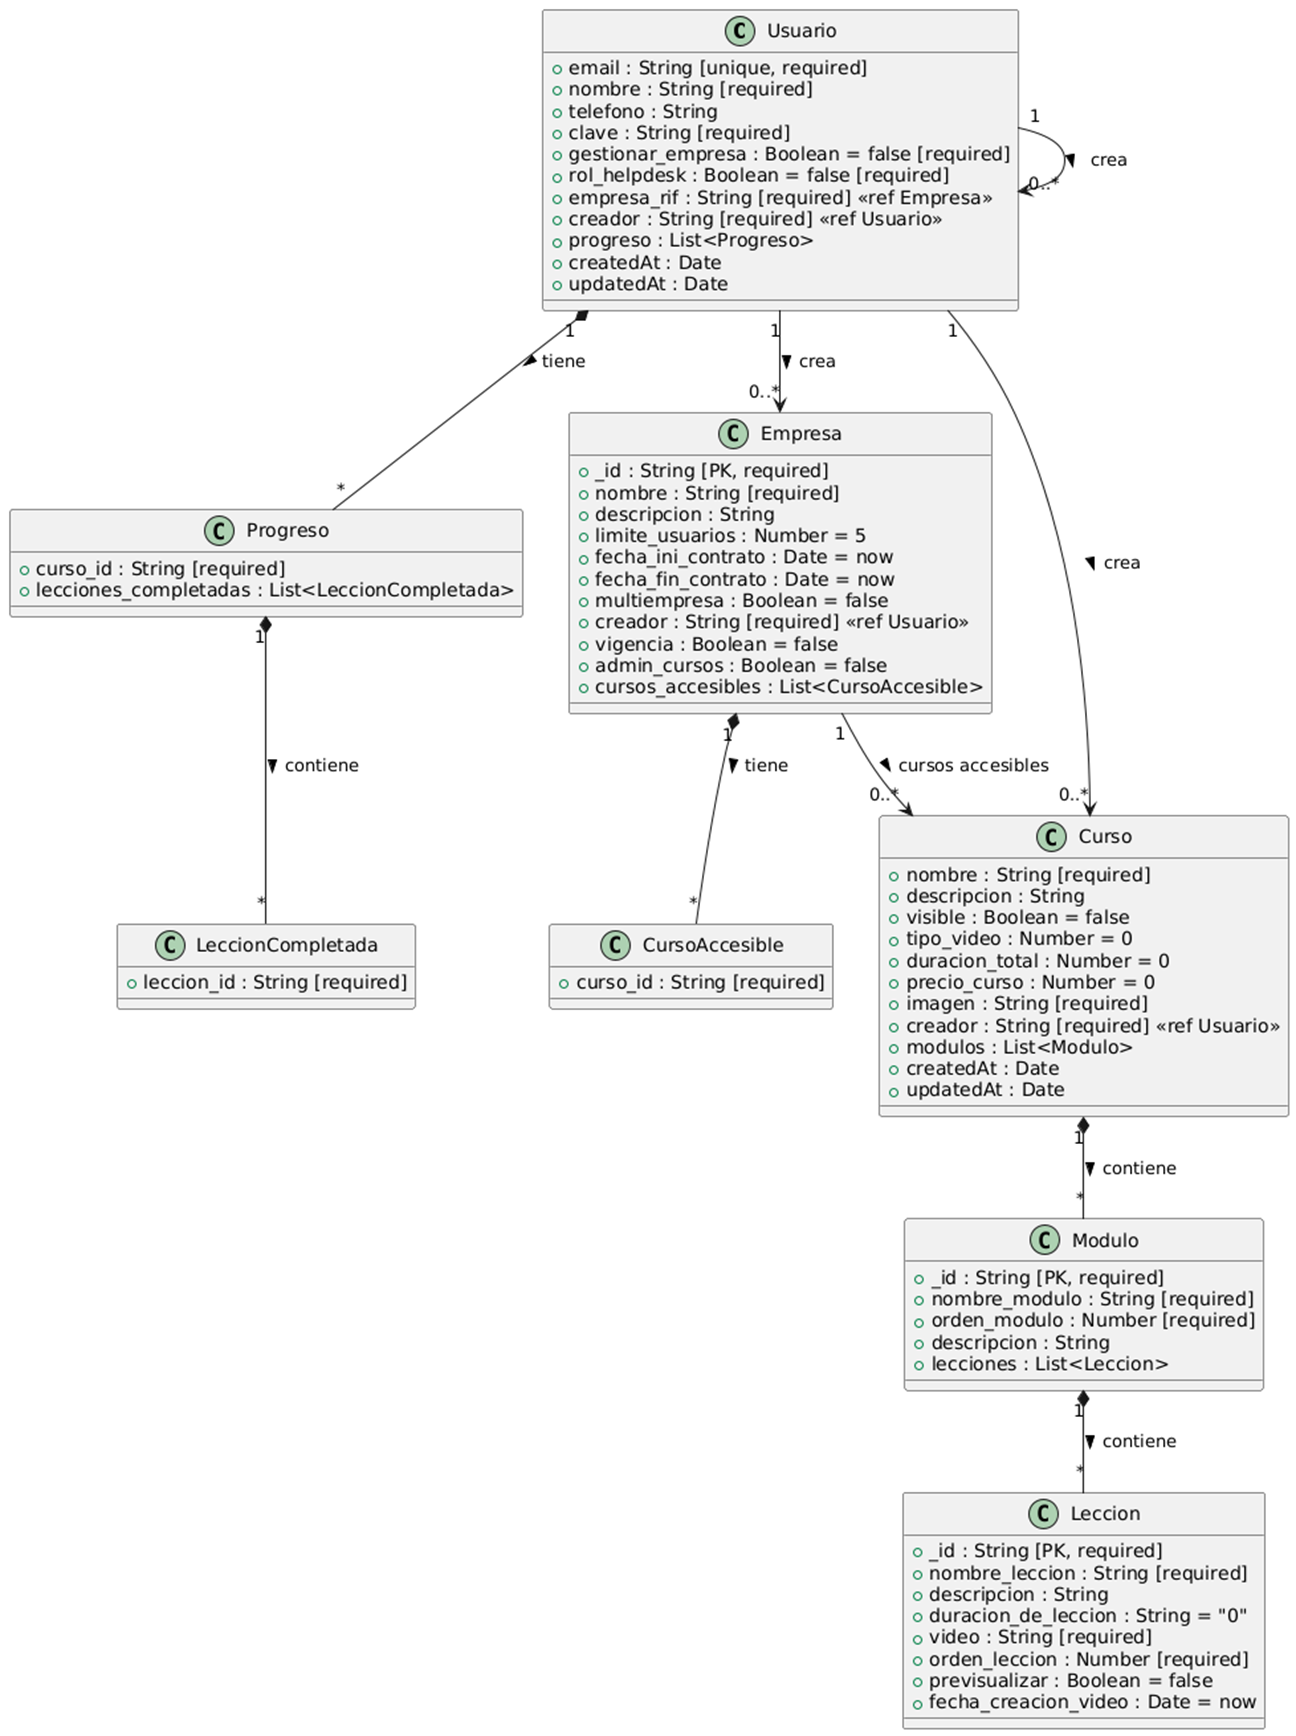 C Usuario
email : String [unique, required]
nombre : String [required]
telefono : String
clave : String [required]
gestionar_empresa : Boolean = false [required]
rol_helpdesk : Boolean = false [required]
empresa_rif : String [required] «ref Empresa»
creador : String [required] «ref Usuario»
progreso : List<Progreso>
createdAt : Date
updatedAt : Date
1
crea
0..*
1
tiene
*
1
crea
0..*
1
crea
0..*
C Empresa
_id : String [PK, required]
nombre : String [required]
descripcion : String
limite_usuarios : Number = 5
fecha_ini_contrato : Date = now
fecha_fin_contrato : Date = now
multiempresa : Boolean = false
creador : String [required] «ref Usuario»
vigencia : Boolean = false
admin_cursos : Boolean = false
cursos_accesibles : List<CursoAccesible>
C Progreso
curso_id : String [required]
lecciones_completadas : List<LeccionCompletada>
1
contiene
*
1
tiene
*
1
cursos accesibles
0..*
C LeccionCompletada
leccion_id : String [required]
C CursoAccesible
curso_id : String [required]
C Curso
nombre : String [required]
descripcion : String
visible : Boolean = false
tipo_video : Number = 0
duracion_total : Number = 0
precio_curso : Number = 0
imagen : String [required]
creador : String [required] «ref Usuario»
modulos : List<Modulo>
createdAt : Date
updatedAt : Date
1
contiene
*
C Modulo
_id : String [PK, required]
nombre_modulo : String [required]
orden_modulo : Number [required]
descripcion : String
lecciones : List<Leccion>
1
contiene
*
C Leccion
_id : String [PK, required]
nombre_leccion : String [required]
descripcion : String
duracion_de_leccion : String = "0"
video : String [required]
orden_leccion : Number [required]
previsualizar : Boolean = false
fecha_creacion_video : Date = now